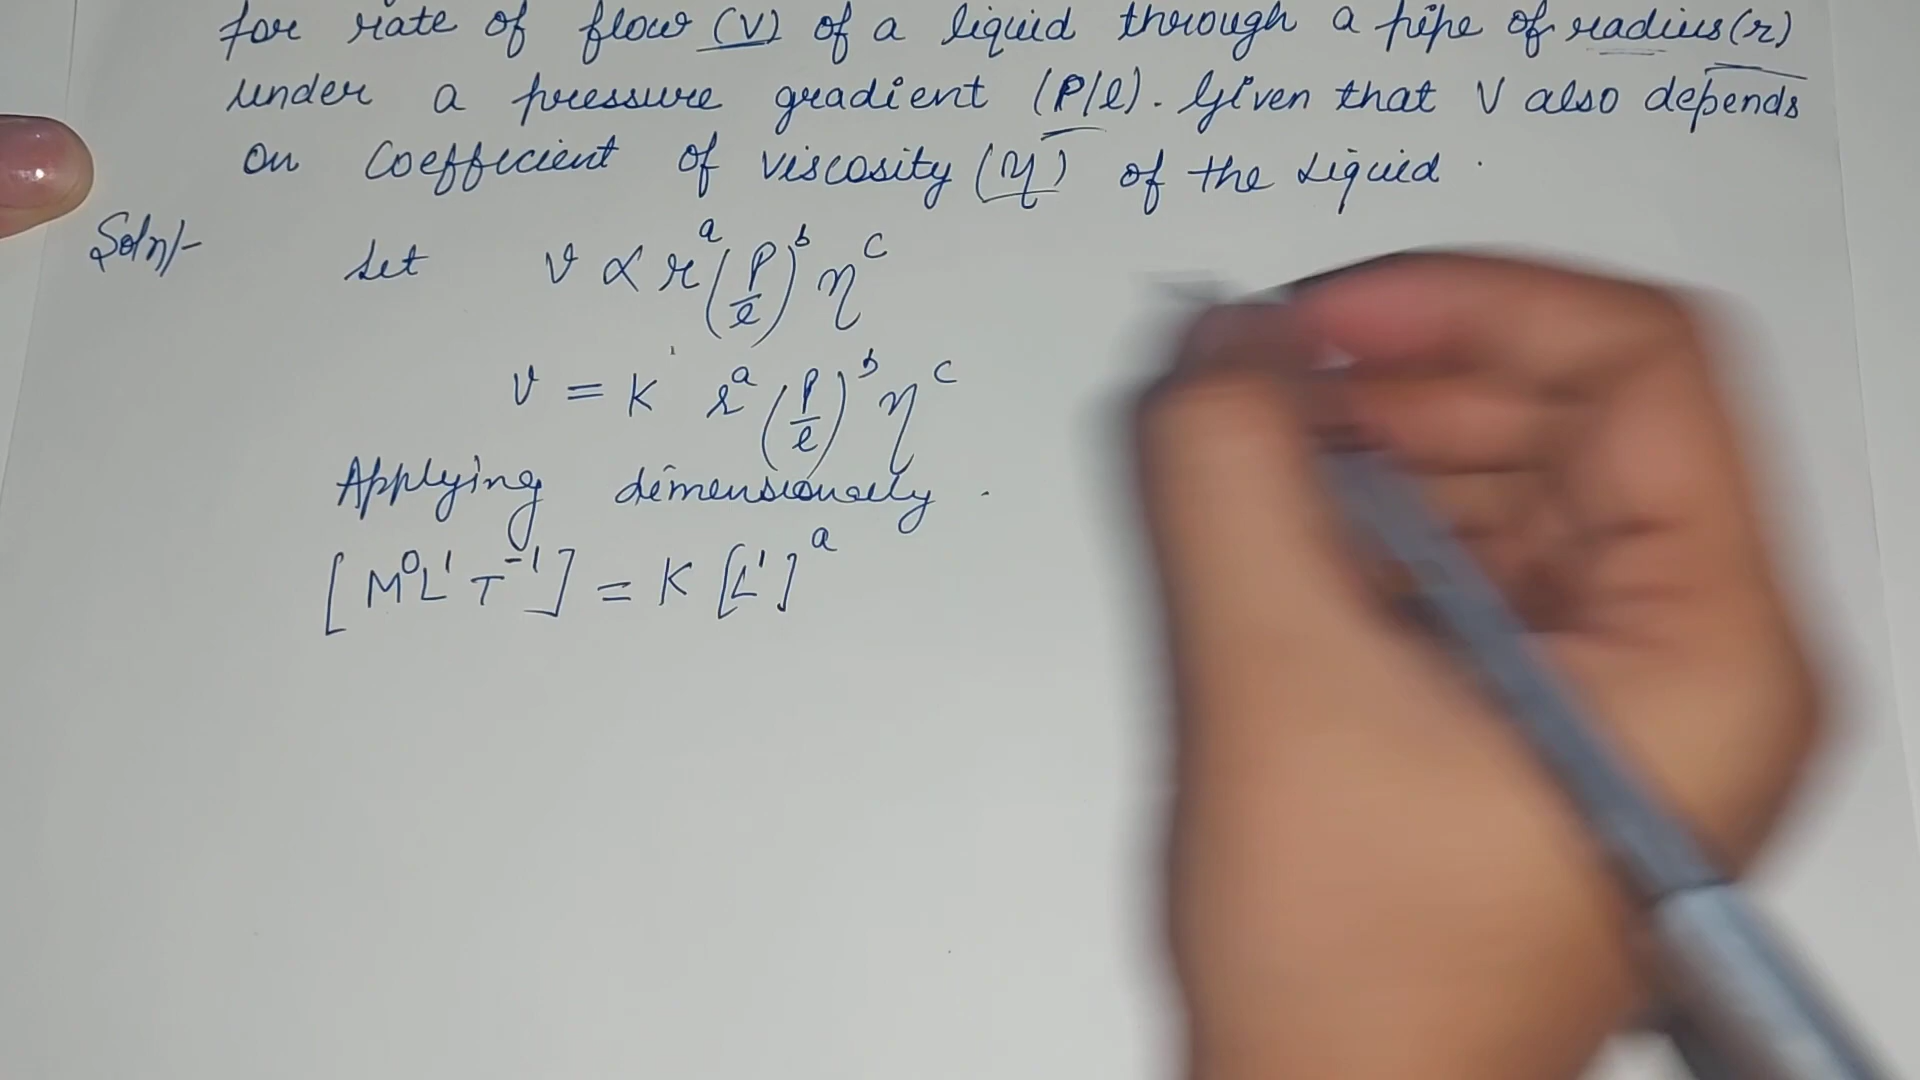 for rate of flow (V) of a liquid through a pipe of radius (r)
under a pressure gradient (P/l). Given that V also depends
on Coefficient of viscosity (η) of the Liquid.
Soln/-
Let v ∝ r^a (P/l)^b η^c
v = K r^a (P/l)^b η^c
Applying dimensionally.
[M^0 L^1 T^-1] = K [L^1]^a